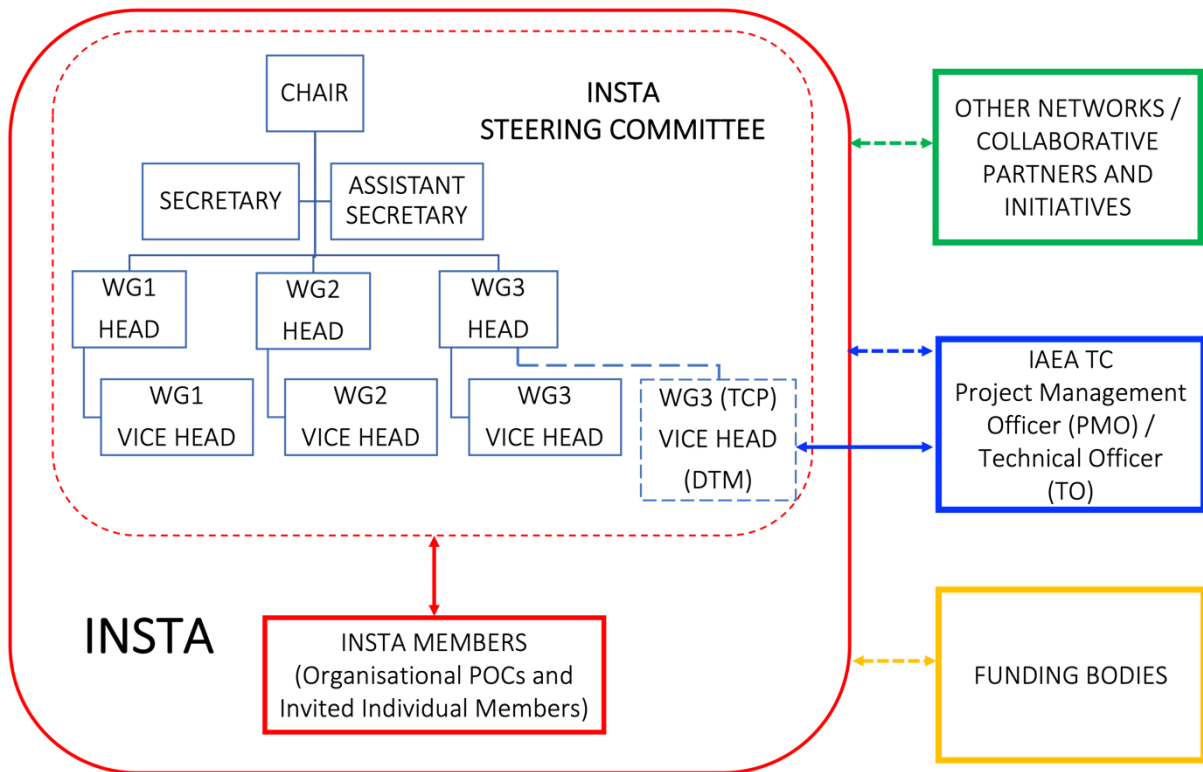 CHAIR
INSTA
STEERING COMMITTEE
SECRETARY
ASSISTANT
SECRETARY
WG1
HEAD
WG2
HEAD
WG3
HEAD
WG1
VICE HEAD
WG2
VICE HEAD
WG3
VICE HEAD
WG3 (TCP)
VICE HEAD
(DTM)
INSTA
INSTA MEMBERS
(Organisational POCs and
Invited Individual Members)
OTHER NETWORKS /
COLLABORATIVE
PARTNERS AND
INITIATIVES
IAEA TC
Project Management
Officer (PMO) /
Technical Officer
(TO)
FUNDING BODIES